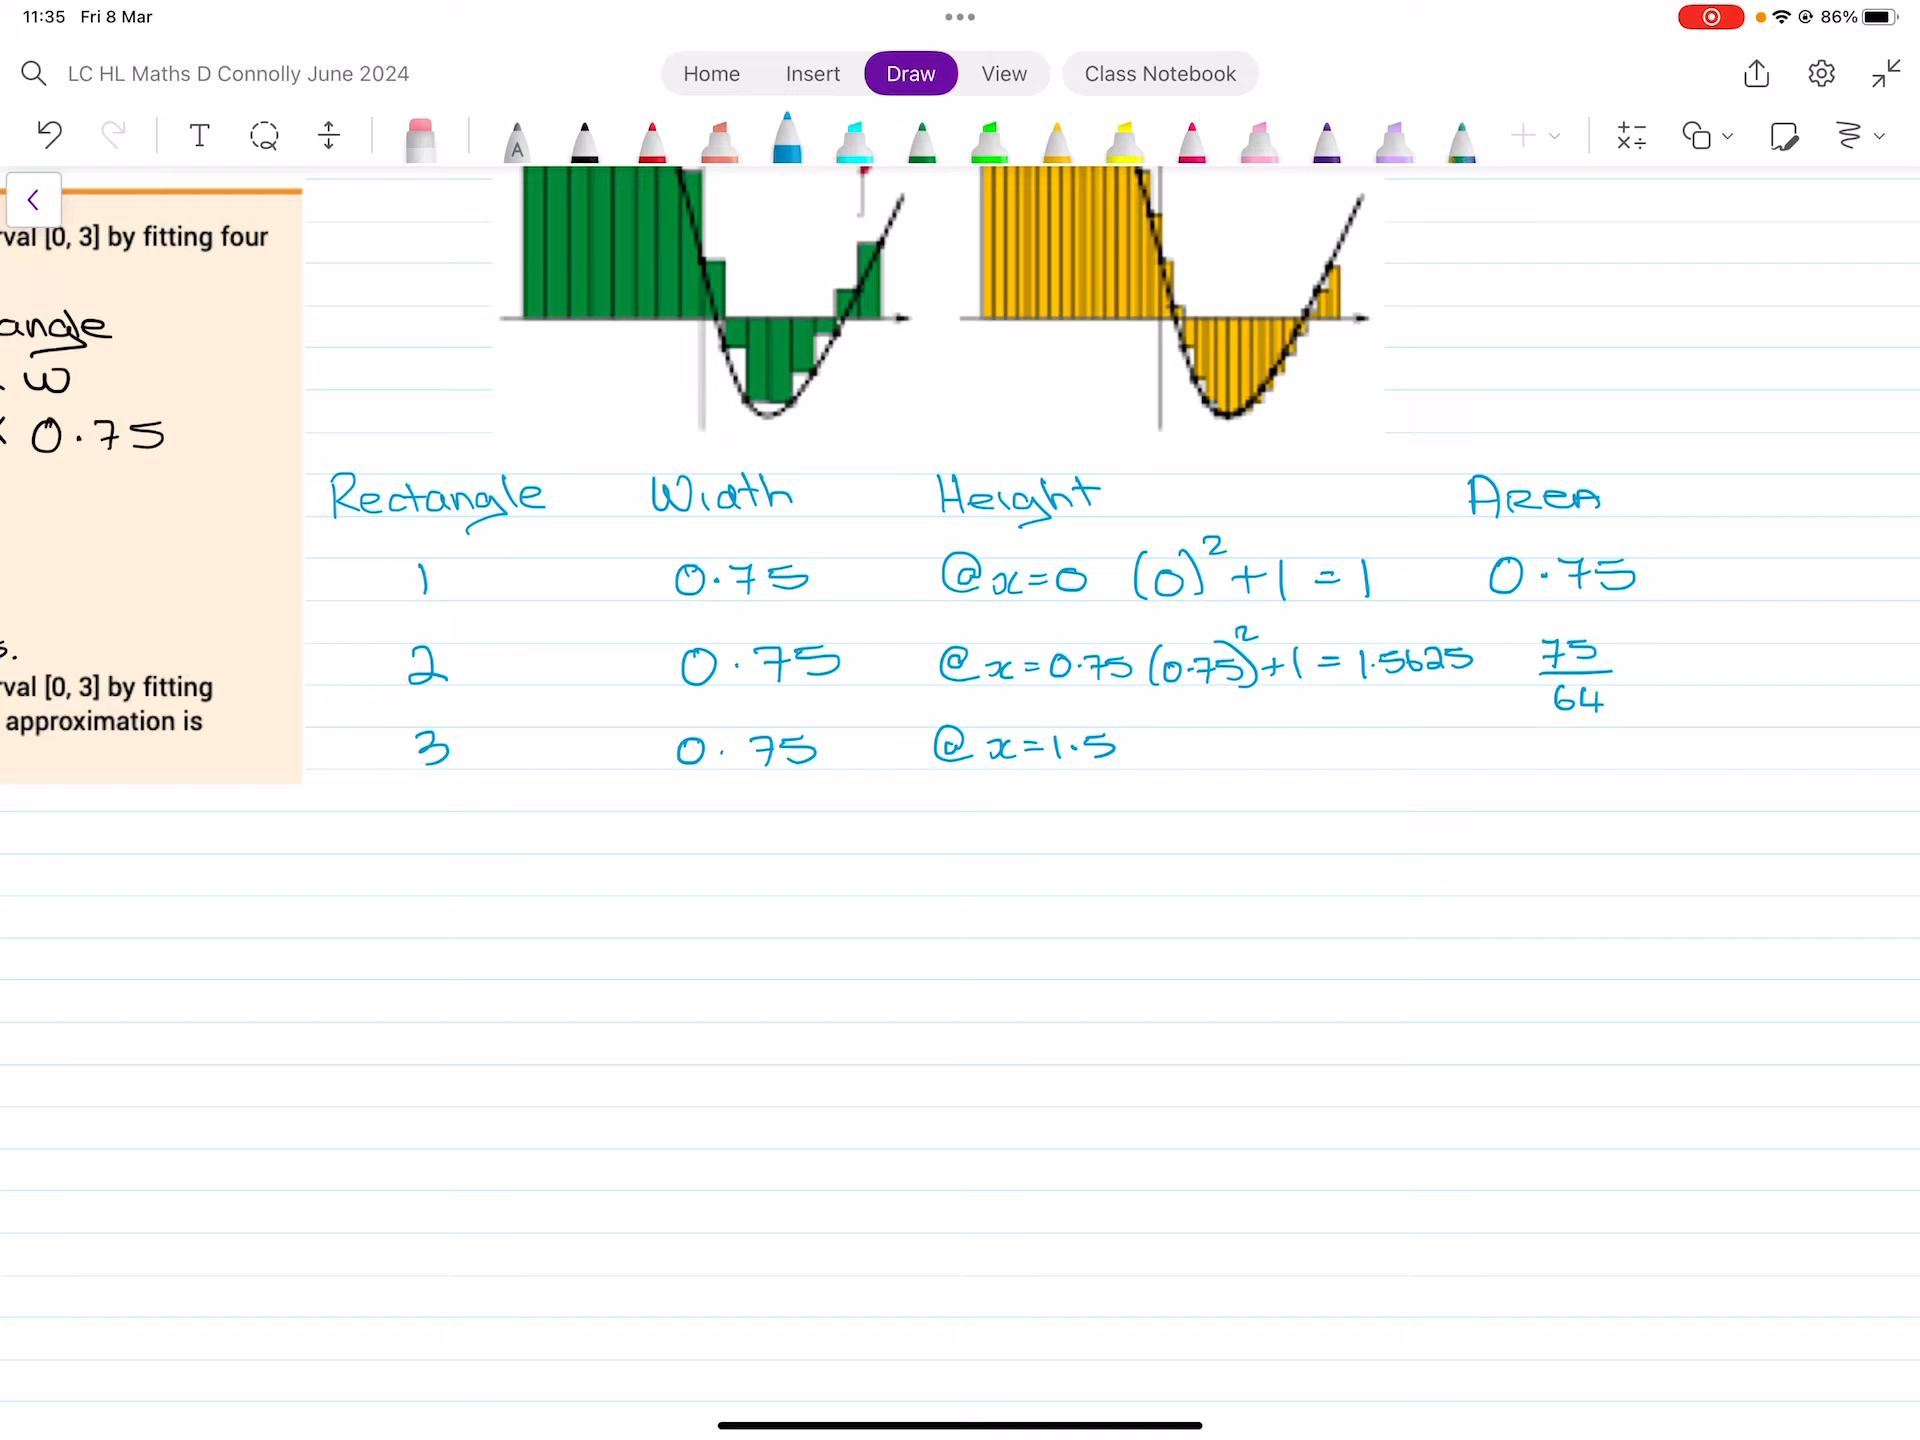 11:35 Fri 8 Mar
86%
LC HL Maths D Connolly June 2024
Home Insert Draw View Class Notebook
T
A
rval [0, 3] by fitting four
angle
w
× 0.75
s.
rval [0, 3] by fitting
approximation is
Rectangle Width Height AREA
1 0.75 @ x=0 (0)²+1 = 1 0.75
2 0.75 @ x=0.75 (0.75)²+1 = 1.5625 75/64
3 0.75 @ x=1.5